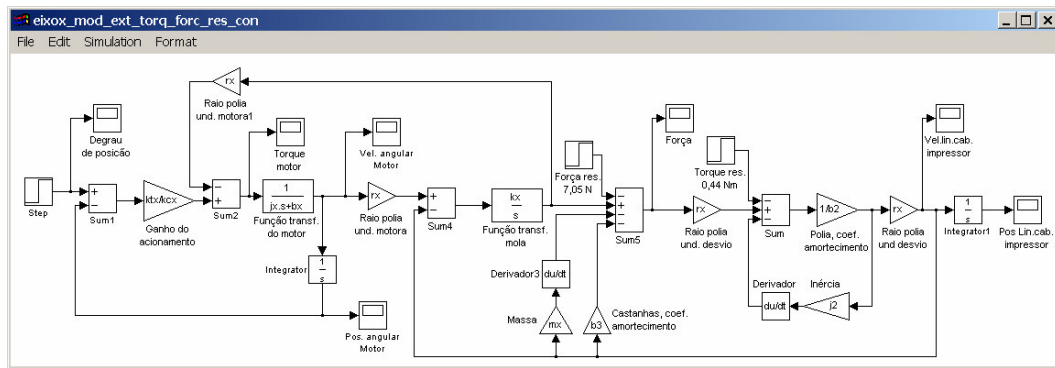 eixox_mod_ext_torq_forc_res_con
File Edit Simulation Format
Step
Degrau
de posicão
+
−
Sum1
ktx/kcx
Ganho do
acionamento
rx
Raio polia
und. motora1
−
+
Sum2
Torque
motor
1
jx.s+bx
Função transf.
do motor
Integrator
1
s
Vel. angular
Motor
Pos. angular
Motor
rx
Raio polia
und. motora
+
−
Sum4
kx
s
Função transf.
mola
Força res.
7,05 N
−
+
−
−
Sum5
Derivador3
du/dt
Massa
mx
b3
Castanhas, coef.
amortecimento
Força
rx
Raio polia
und. desvio
Torque res.
0,44 Nm
−
+
−
Sum
1/b2
Polia, coef.
amortecimento
Derivador
du/dt
Inércia
j2
rx
Raio polia
und desvio
Vel.lin.cab.
impressor
1
s
Integrator1
Pos Lin.cab.
impressor